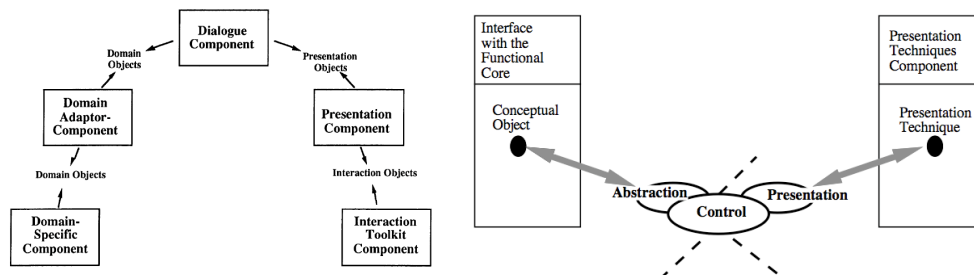 Dialogue
Component
Domain
Objects
Presentation
Objects
Domain
Adaptor-
Component
Presentation
Component
Domain Objects
Interaction Objects
Domain-
Specific
Component
Interaction
Toolkit
Component
Interface
with the
Functional
Core
Conceptual
Object
Presentation
Techniques
Component
Presentation
Technique
Abstraction
Control
Presentation